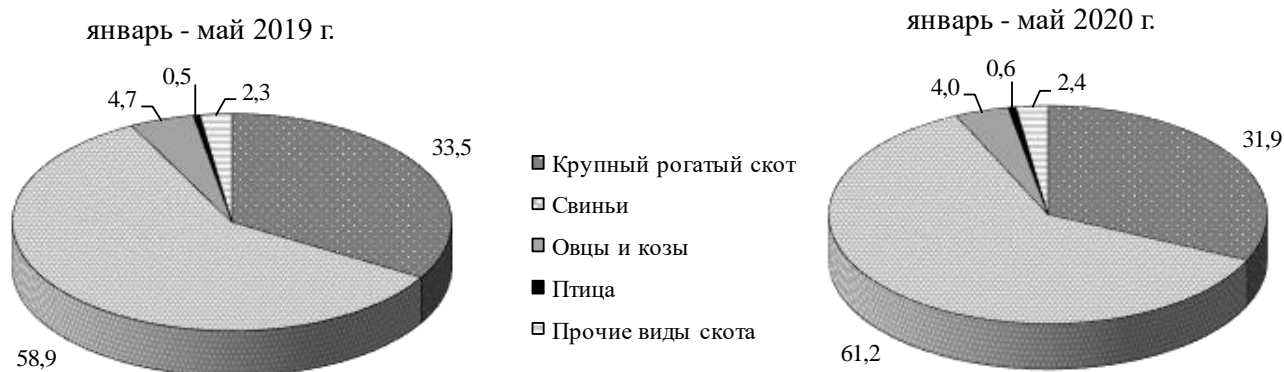 январь - май 2019 г.
0,5
2,3
4,7
33,5
58,9
Крупный рогатый скот
Свиньи
Овцы и козы
Птица
Прочие виды скота
январь - май 2020 г.
0,6
2,4
4,0
31,9
61,2